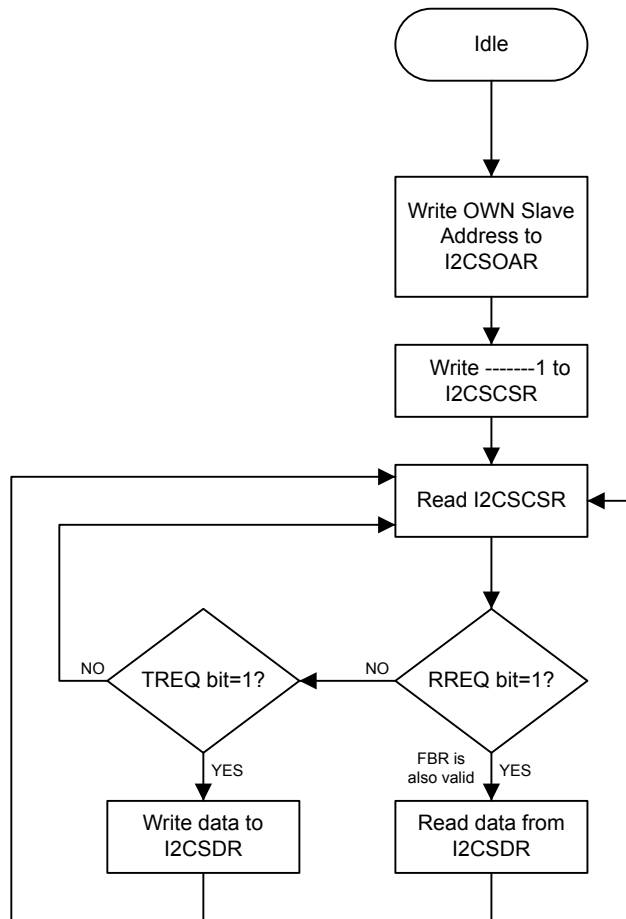 Idle
Write OWN Slave
Address to
I2CSOAR
Write -------1 to
I2CSCSR
Read I2CSCSR
NO
TREQ bit=1?
NO
RREQ bit=1?
YES
FBR is
also valid
YES
Write data to
I2CSDR
Read data from
I2CSDR